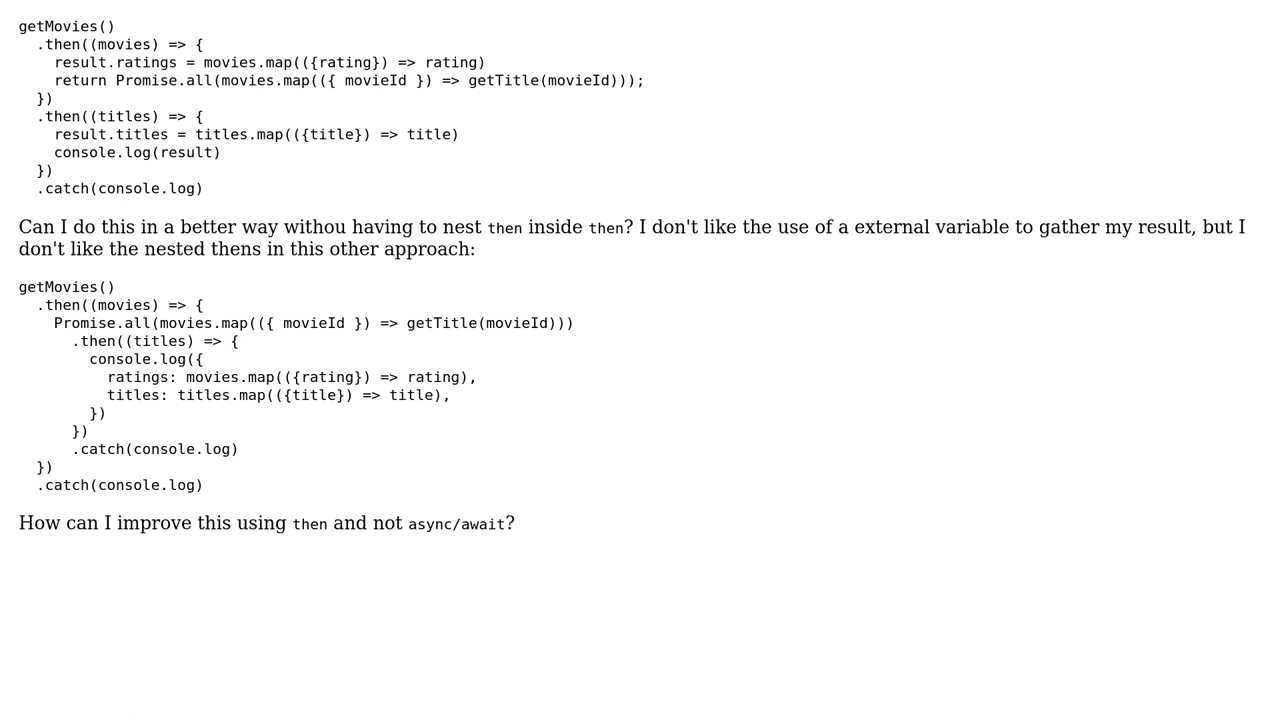 getMovies()
  .then((movies) => {
    result.ratings = movies.map(({rating}) => rating)
    return Promise.all(movies.map(({ movieId }) => getTitle(movieId)));
  })
  .then((titles) => {
    result.titles = titles.map(({title}) => title)
    console.log(result)
  })
  .catch(console.log)
Can I do this in a better way withou having to nest then inside then? I don't like the use of a external variable to gather my result, but I
don't like the nested thens in this other approach:
getMovies()
  .then((movies) => {
    Promise.all(movies.map(({ movieId }) => getTitle(movieId)))
      .then((titles) => {
        console.log({
          ratings: movies.map(({rating}) => rating),
          titles: titles.map(({title}) => title),
        })
      })
      .catch(console.log)
  })
  .catch(console.log)
How can I improve this using then and not async/await?